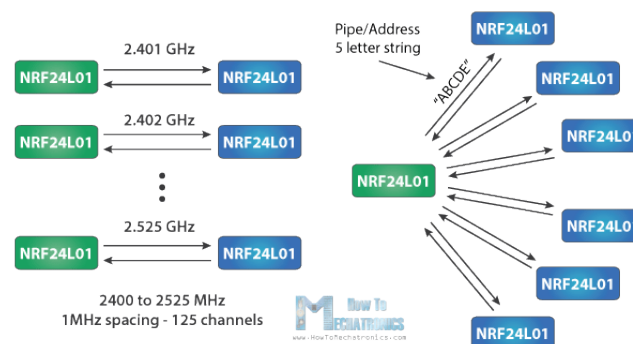 2.401 GHz
NRF24L01
NRF24L01
2.402 GHz
NRF24L01
NRF24L01
2.525 GHz
NRF24L01
NRF24L01
2400 to 2525 MHz
1MHz spacing - 125 channels
Pipe/Address
5 letter string
"ABCDE"
NRF24L01
NRF24L01
NRF24L01
NRF24L0
NRF24L01
NRF24L0
NRF24L01
NRF24L01
How To
MECHATRONICS
www.HowToMechatronics.com